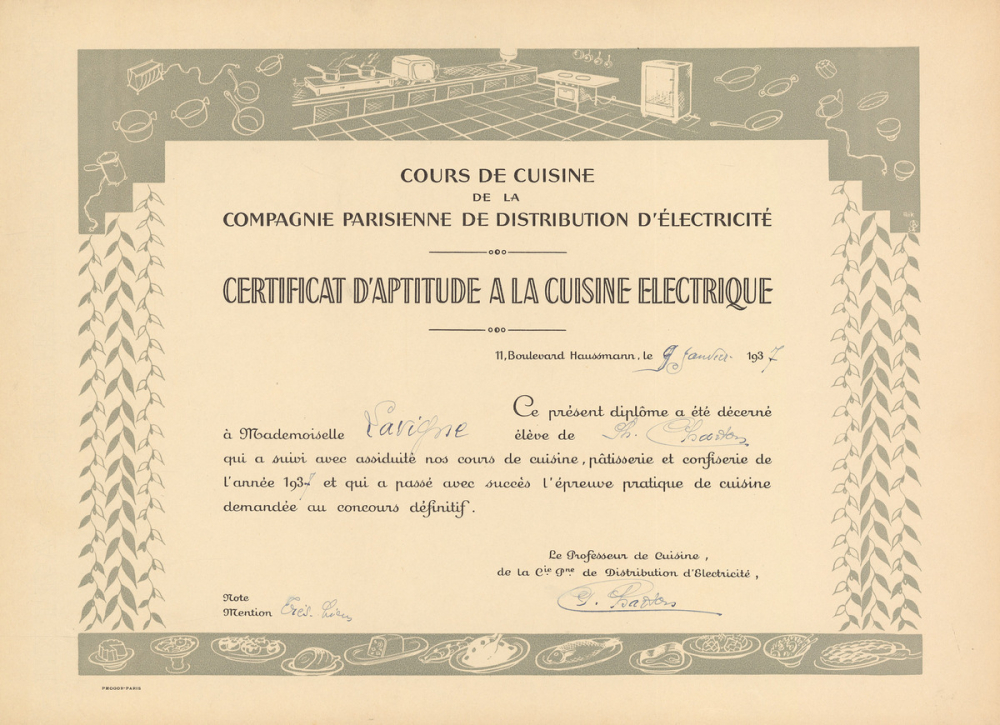 COURS DE CUISINE
DE LA
COMPAGNIE PARISIENNE DE DISTRIBUTION D'ÉLECTRICITÉ
CERTIFICAT D'APTITUDE A LA CUISINE ELECTRIQUE
11, Boulevard Haussmann, le 9 Janvier 1937
Ce présent diplôme a été décerné
à Mademoiselle Lavigne élève de
qui a suivi avec assiduité nos cours de cuisine, pâtisserie et confiserie de
l'année 1937 et qui a passé avec succès l'épreuve pratique de cuisine
demandée au concours définitif.
Le Professeur de Cuisine,
de la Cie Pne de Distribution d'Electricité,
Note
Mention Très Bien